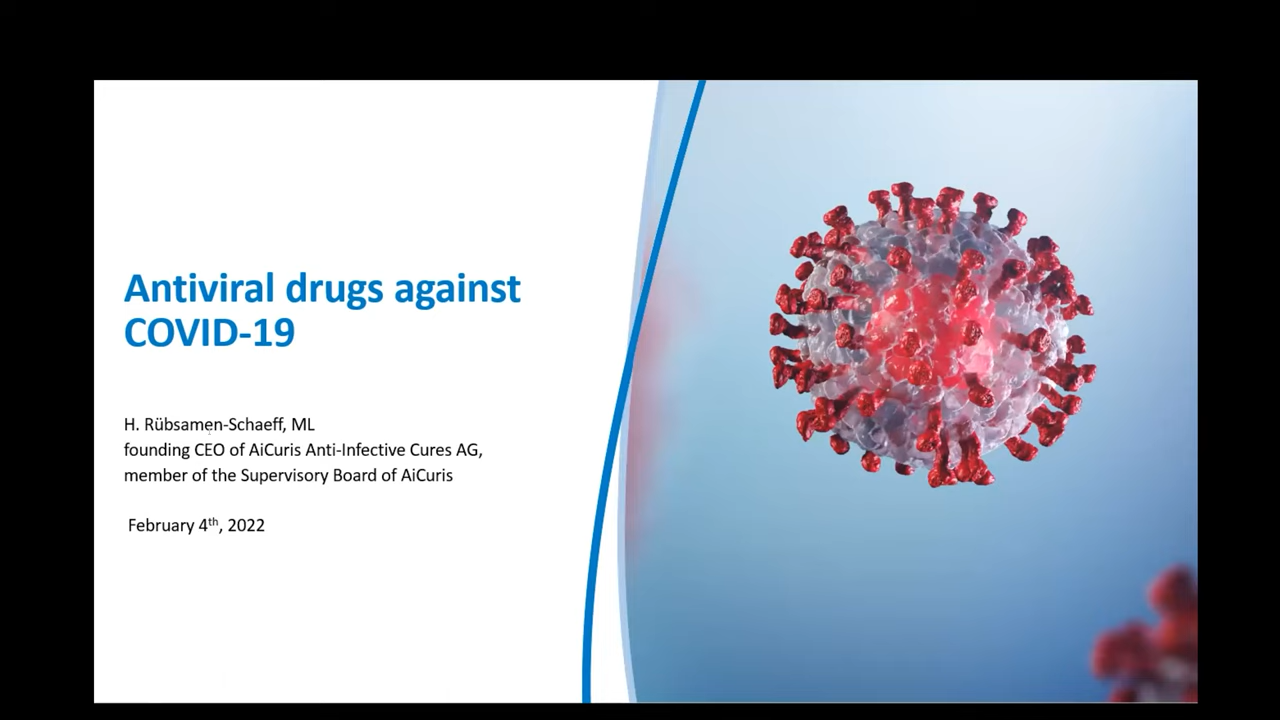 Antiviral drugs against
COVID-19
H. Rübsamen-Schaeff, ML
founding CEO of AiCuris Anti-Infective Cures AG,
member of the Supervisory Board of AiCuris
February 4th, 2022